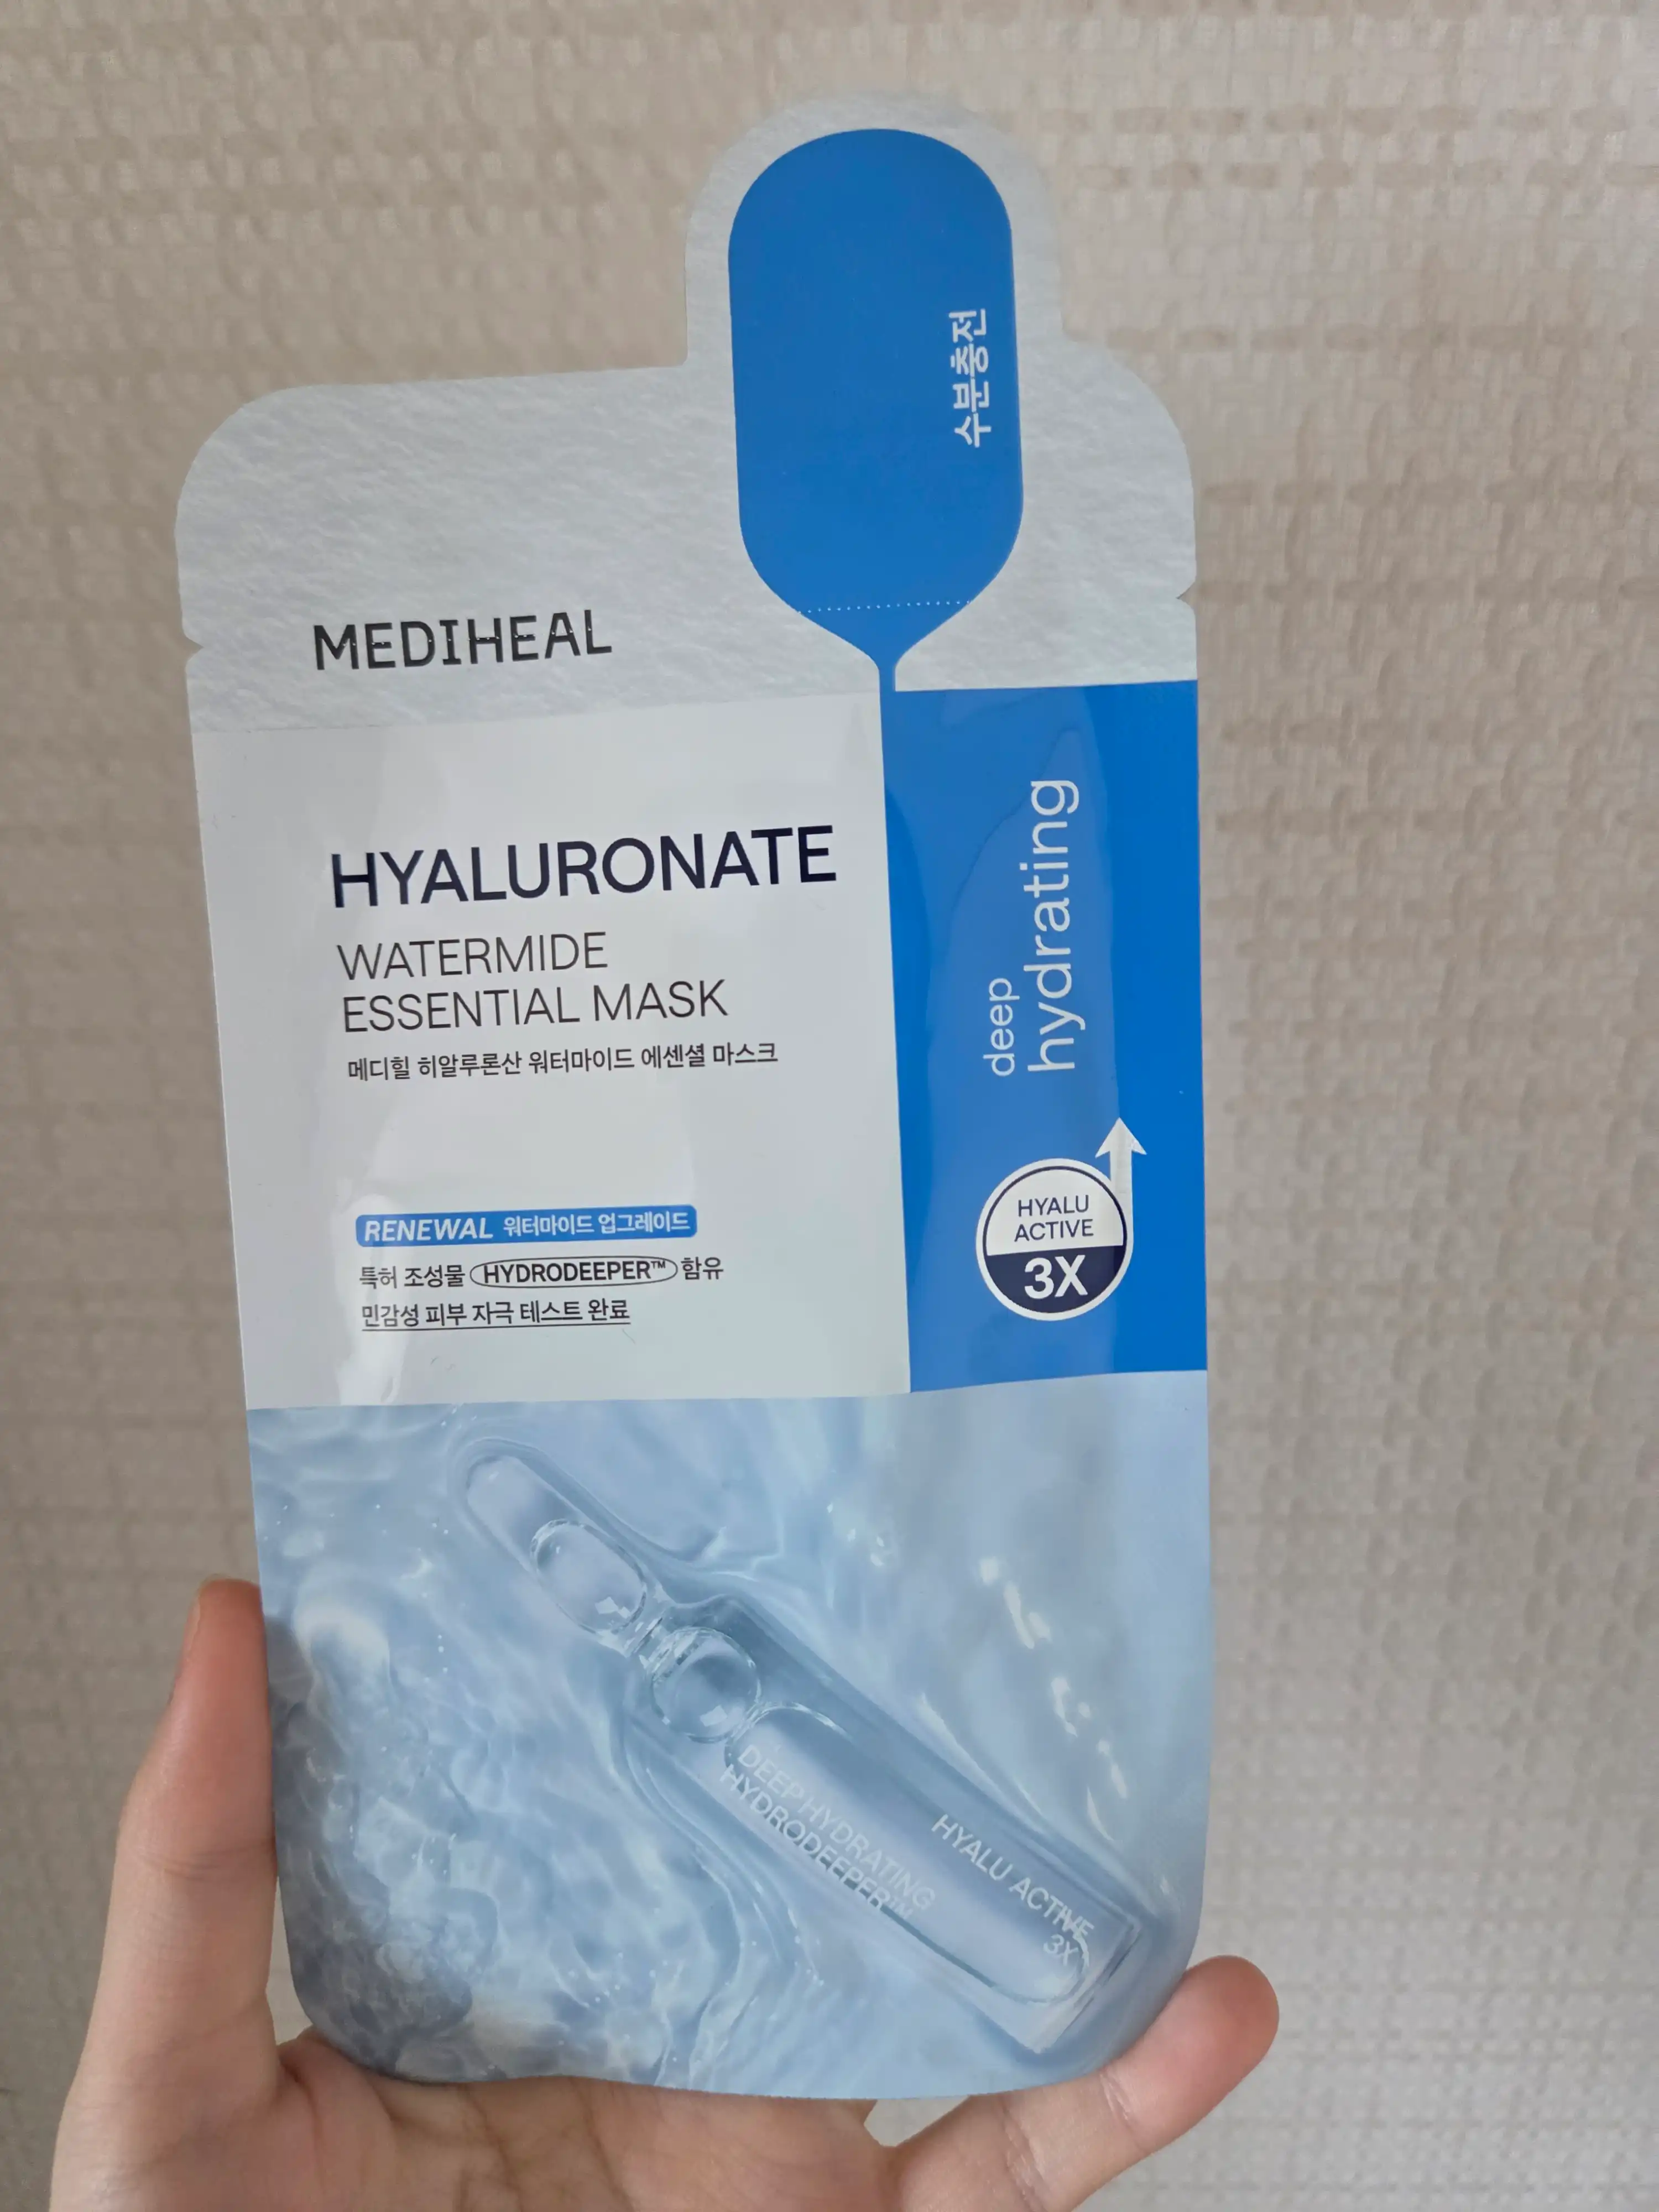 수분충전
MEDIHEAL
HYALURONATE
WATERMIDE
ESSENTIAL MASK
메디힐 히알루론산 워터마이드 에센셜 마스크
deep
hydrating
HYALU
ACTIVE
3X
RENEWAL 워터마이드 업그레이드
특허 조성물 HYDRODEEPER™ 함유
민감성 피부 자극 테스트 완료
DEEP HYDRATING
HYDRODEEPER™
HYALU ACTIVE
3X